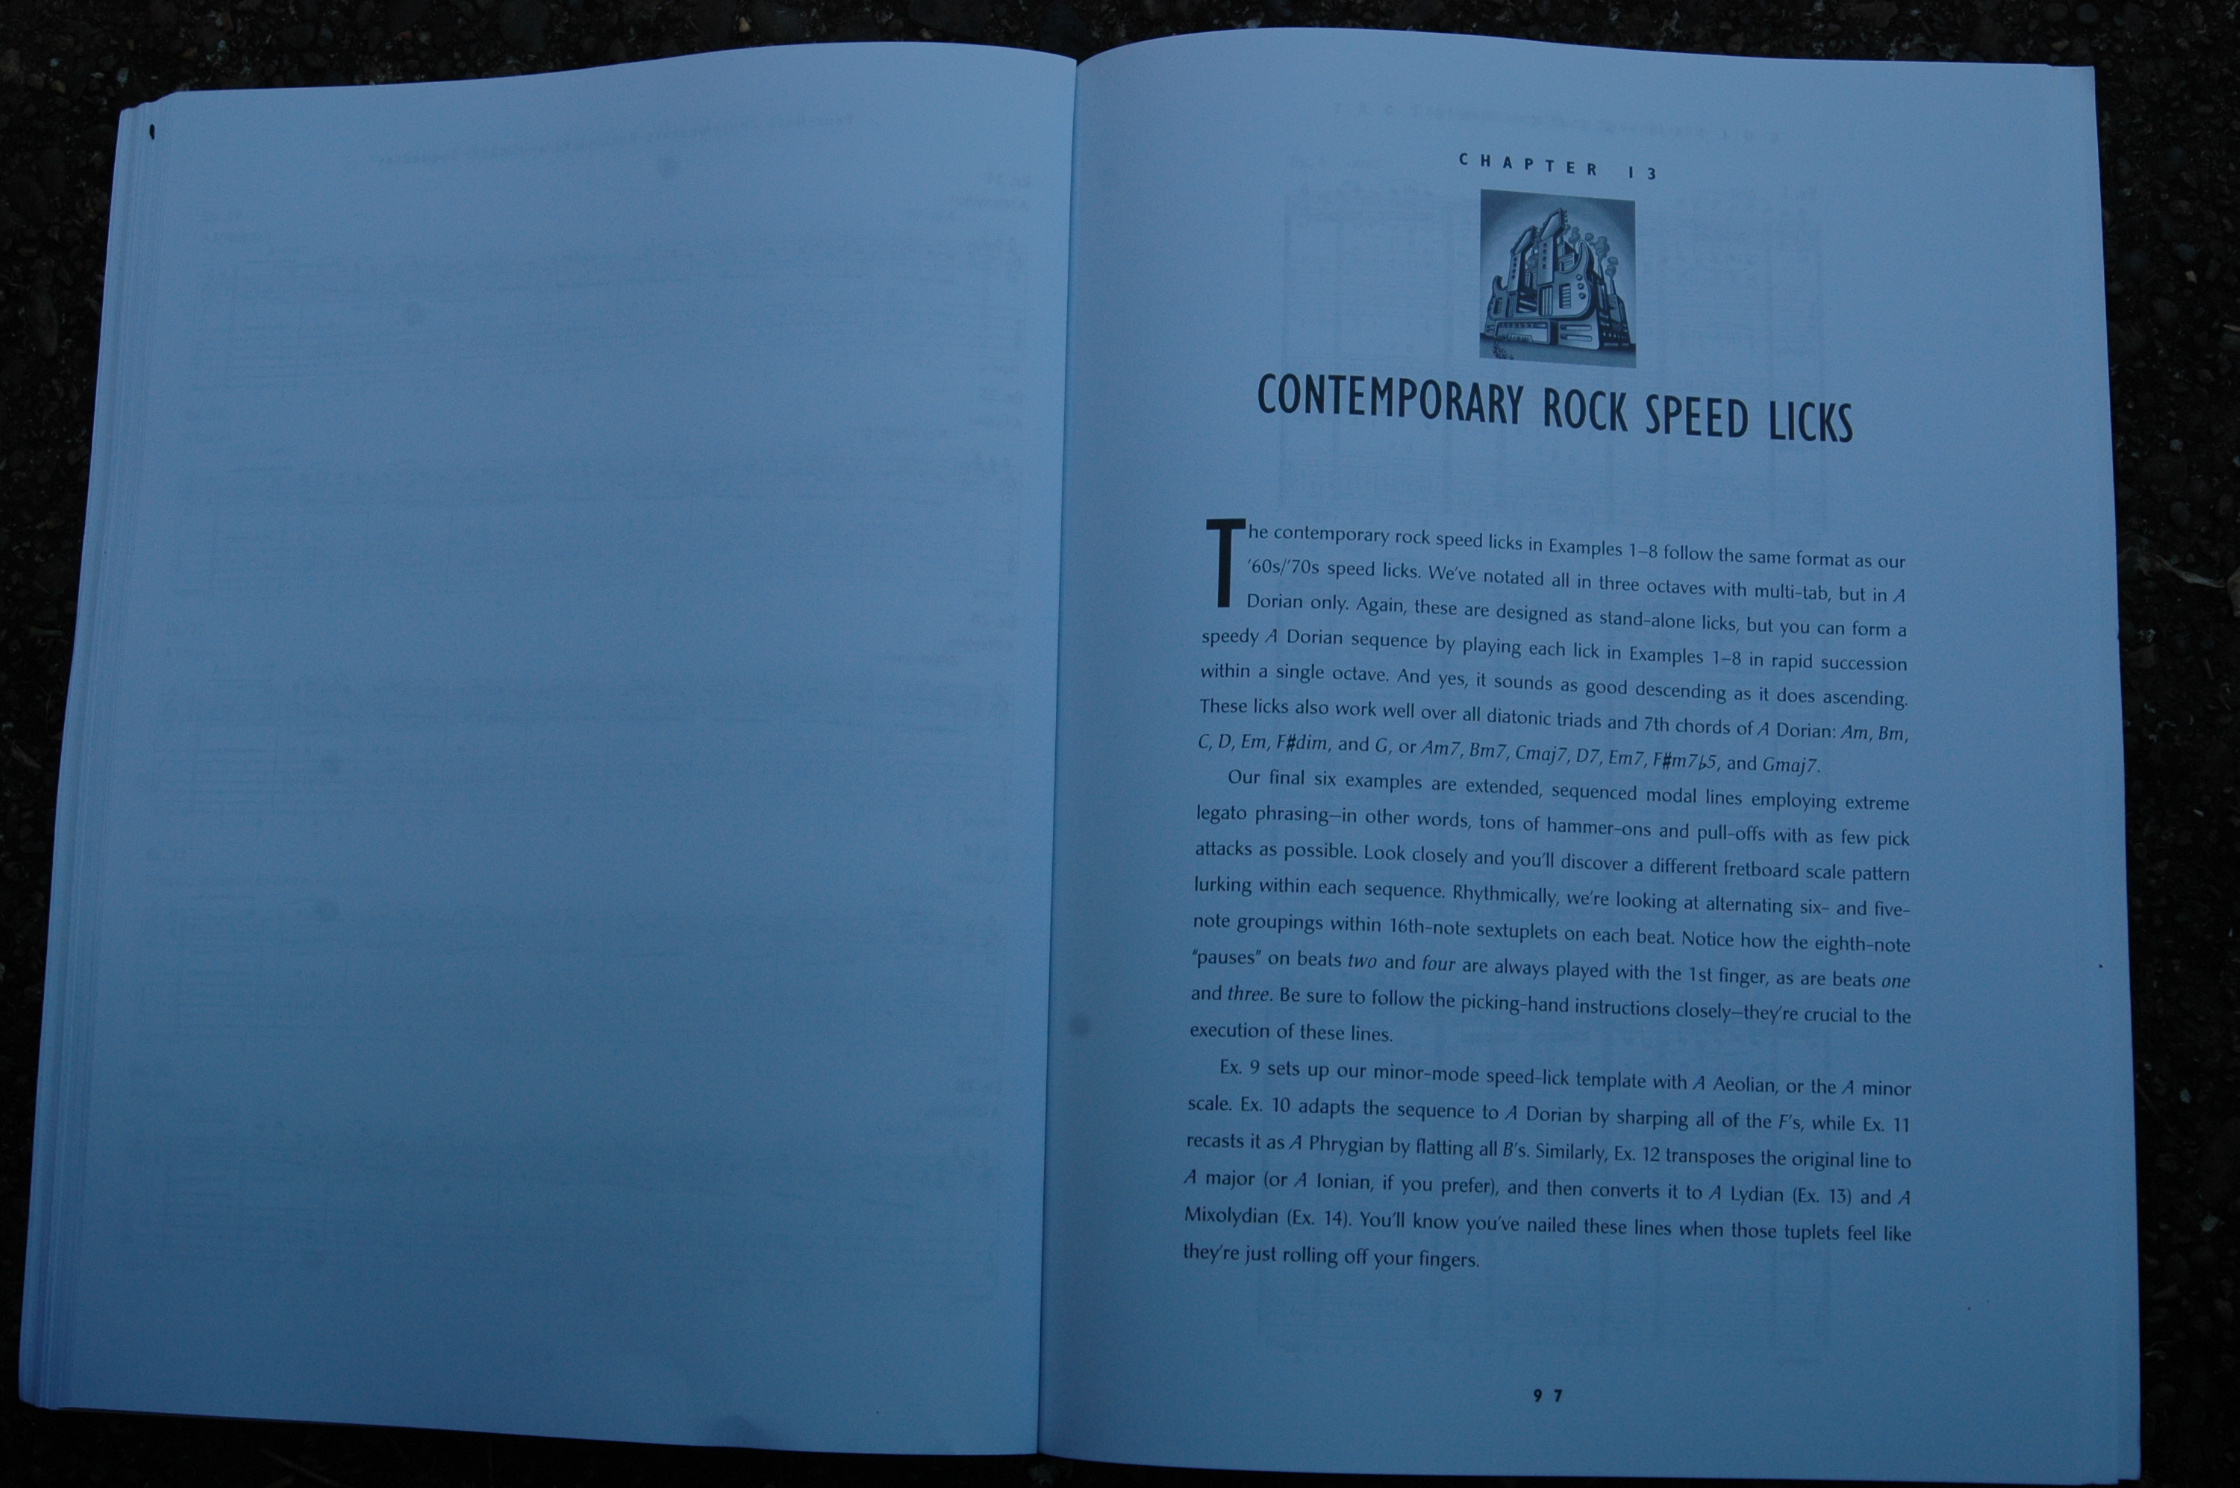 CHAPTER 13
CONTEMPORARY ROCK SPEED LICKS
The contemporary rock speed licks in Examples 1–8 follow the same format as our
'60s/'70s speed licks. We've notated all in three octaves with multi-tab, but in A
Dorian only. Again, these are designed as stand-alone licks, but you can form a
speedy A Dorian sequence by playing each lick in Examples 1–8 in rapid succession
within a single octave. And yes, it sounds as good descending as it does ascending.
These licks also work well over all diatonic triads and 7th chords of A Dorian: Am, Bm,
C, D, Em, F#dim, and G, or Am7, Bm7, Cmaj7, D7, Em7, F#m7♭5, and Gmaj7.
Our final six examples are extended, sequenced modal lines employing extreme
legato phrasing—in other words, tons of hammer-ons and pull-offs with as few pick
attacks as possible. Look closely and you'll discover a different fretboard scale pattern
lurking within each sequence. Rhythmically, we're looking at alternating six- and five-
note groupings within 16th-note sextuplets on each beat. Notice how the eighth-note
"pauses" on beats two and four are always played with the 1st finger, as are beats one
and three. Be sure to follow the picking-hand instructions closely—they're crucial to the
execution of these lines.
Ex. 9 sets up our minor-mode speed-lick template with A Aeolian, or the A minor
scale. Ex. 10 adapts the sequence to A Dorian by sharping all of the F's, while Ex. 11
recasts it as A Phrygian by flatting all B's. Similarly, Ex. 12 transposes the original line to
A major (or A Ionian, if you prefer), and then converts it to A Lydian (Ex. 13) and A
Mixolydian (Ex. 14). You'll know you've nailed these lines when those tuplets feel like
they're just rolling off your fingers.
97